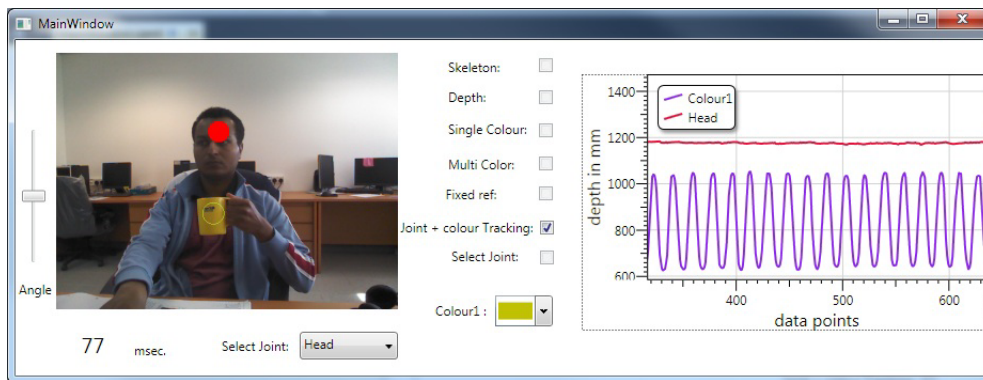 MainWindow
Skeleton:
Depth:
Single Colour:
Multi Color:
Fixed ref:
Joint + colour Tracking:
Select Joint:
Angle
Colour1 :
77 msec.
Select Joint: Head
Colour1
Head
depth in mm
1400
1200
1000
800
600
400 500 600
data points